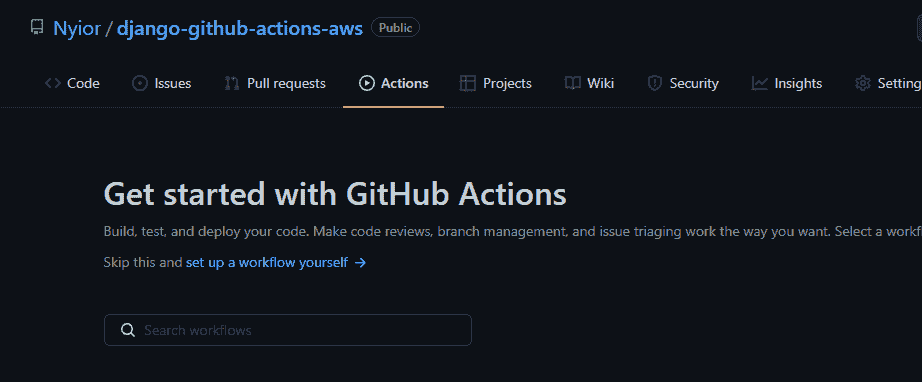 Nyior / django-github-actions-aws Public
Code Issues Pull requests Actions Projects Wiki Security Insights Setting
Get started with GitHub Actions
Build, test, and deploy your code. Make code reviews, branch management, and issue triaging work the way you want. Select a workfl
Skip this and set up a workflow yourself →
Search workflows